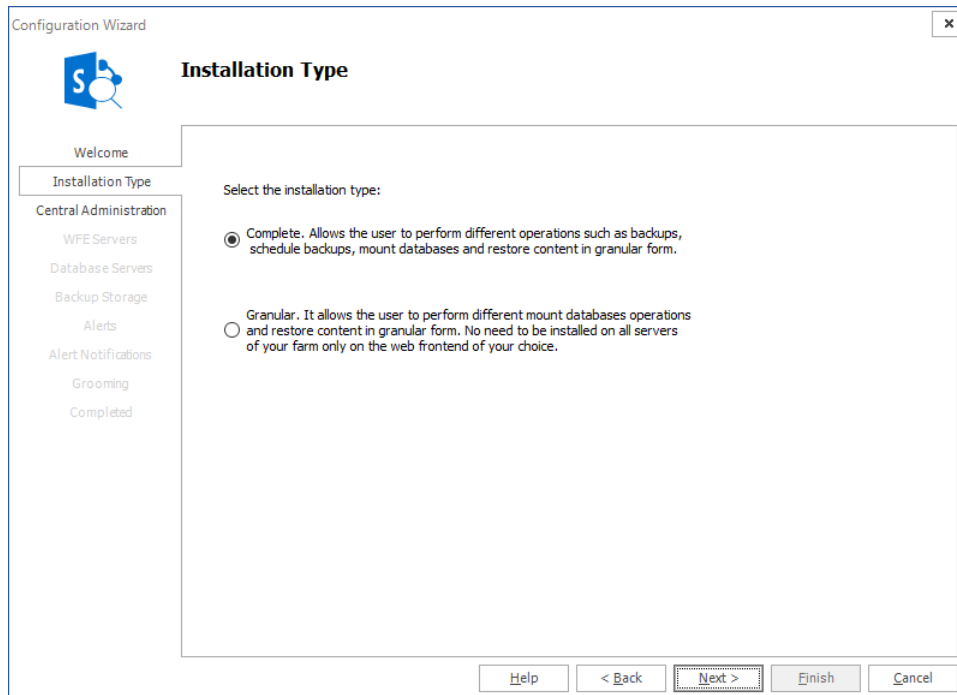 Configuration Wizard
S
Installation Type
Welcome
Installation Type
Central Administration
WFE Servers
Database Servers
Backup Storage
Alerts
Alert Notifications
Grooming
Completed
Select the installation type:
Complete. Allows the user to perform different operations such as backups,
schedule backups, mount databases and restore content in granular form.
Granular. It allows the user to perform different mount databases operations
and restore content in granular form. No need to be installed on all servers
of your farm only on the web frontend of your choice.
Help < Back Next > Finish Cancel